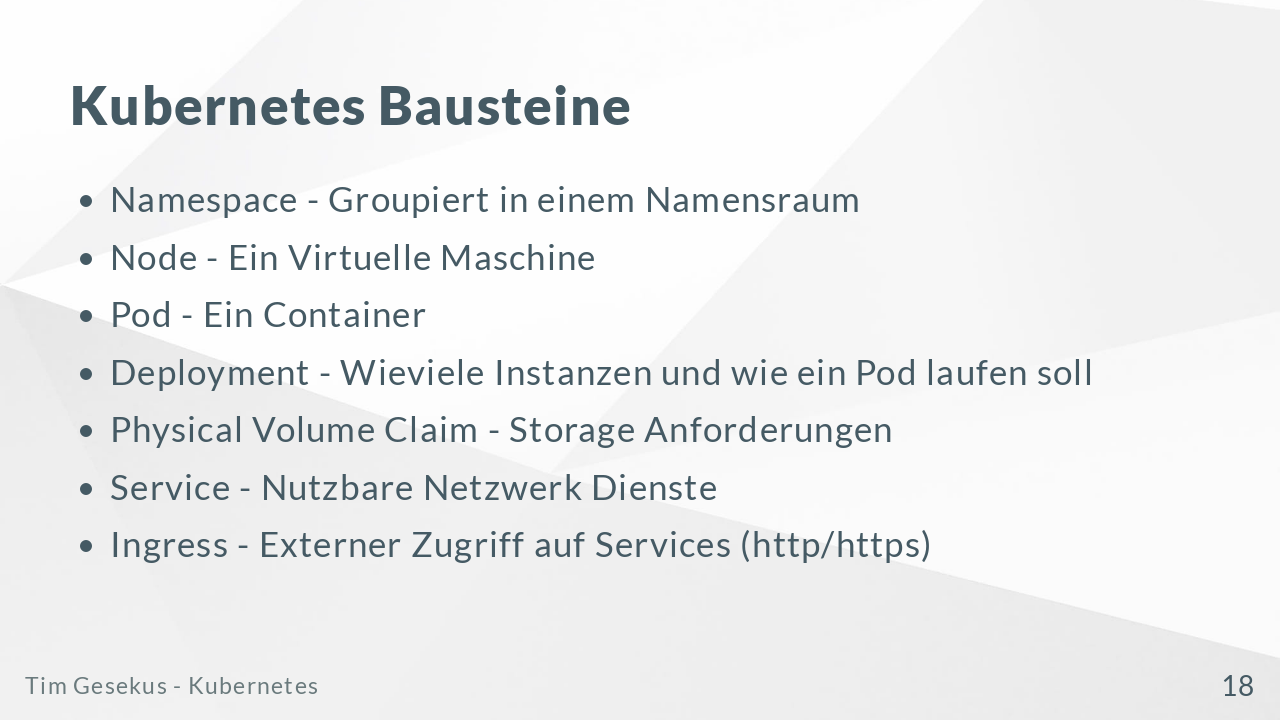 Kubernetes Bausteine
• Namespace - Groupiert in einem Namensraum
• Node - Ein Virtuelle Maschine
• Pod - Ein Container
• Deployment - Wieviele Instanzen und wie ein Pod laufen soll
• Physical Volume Claim - Storage Anforderungen
• Service - Nutzbare Netzwerk Dienste
• Ingress - Externer Zugriff auf Services (http/https)
Tim Gesekus - Kubernetes
18